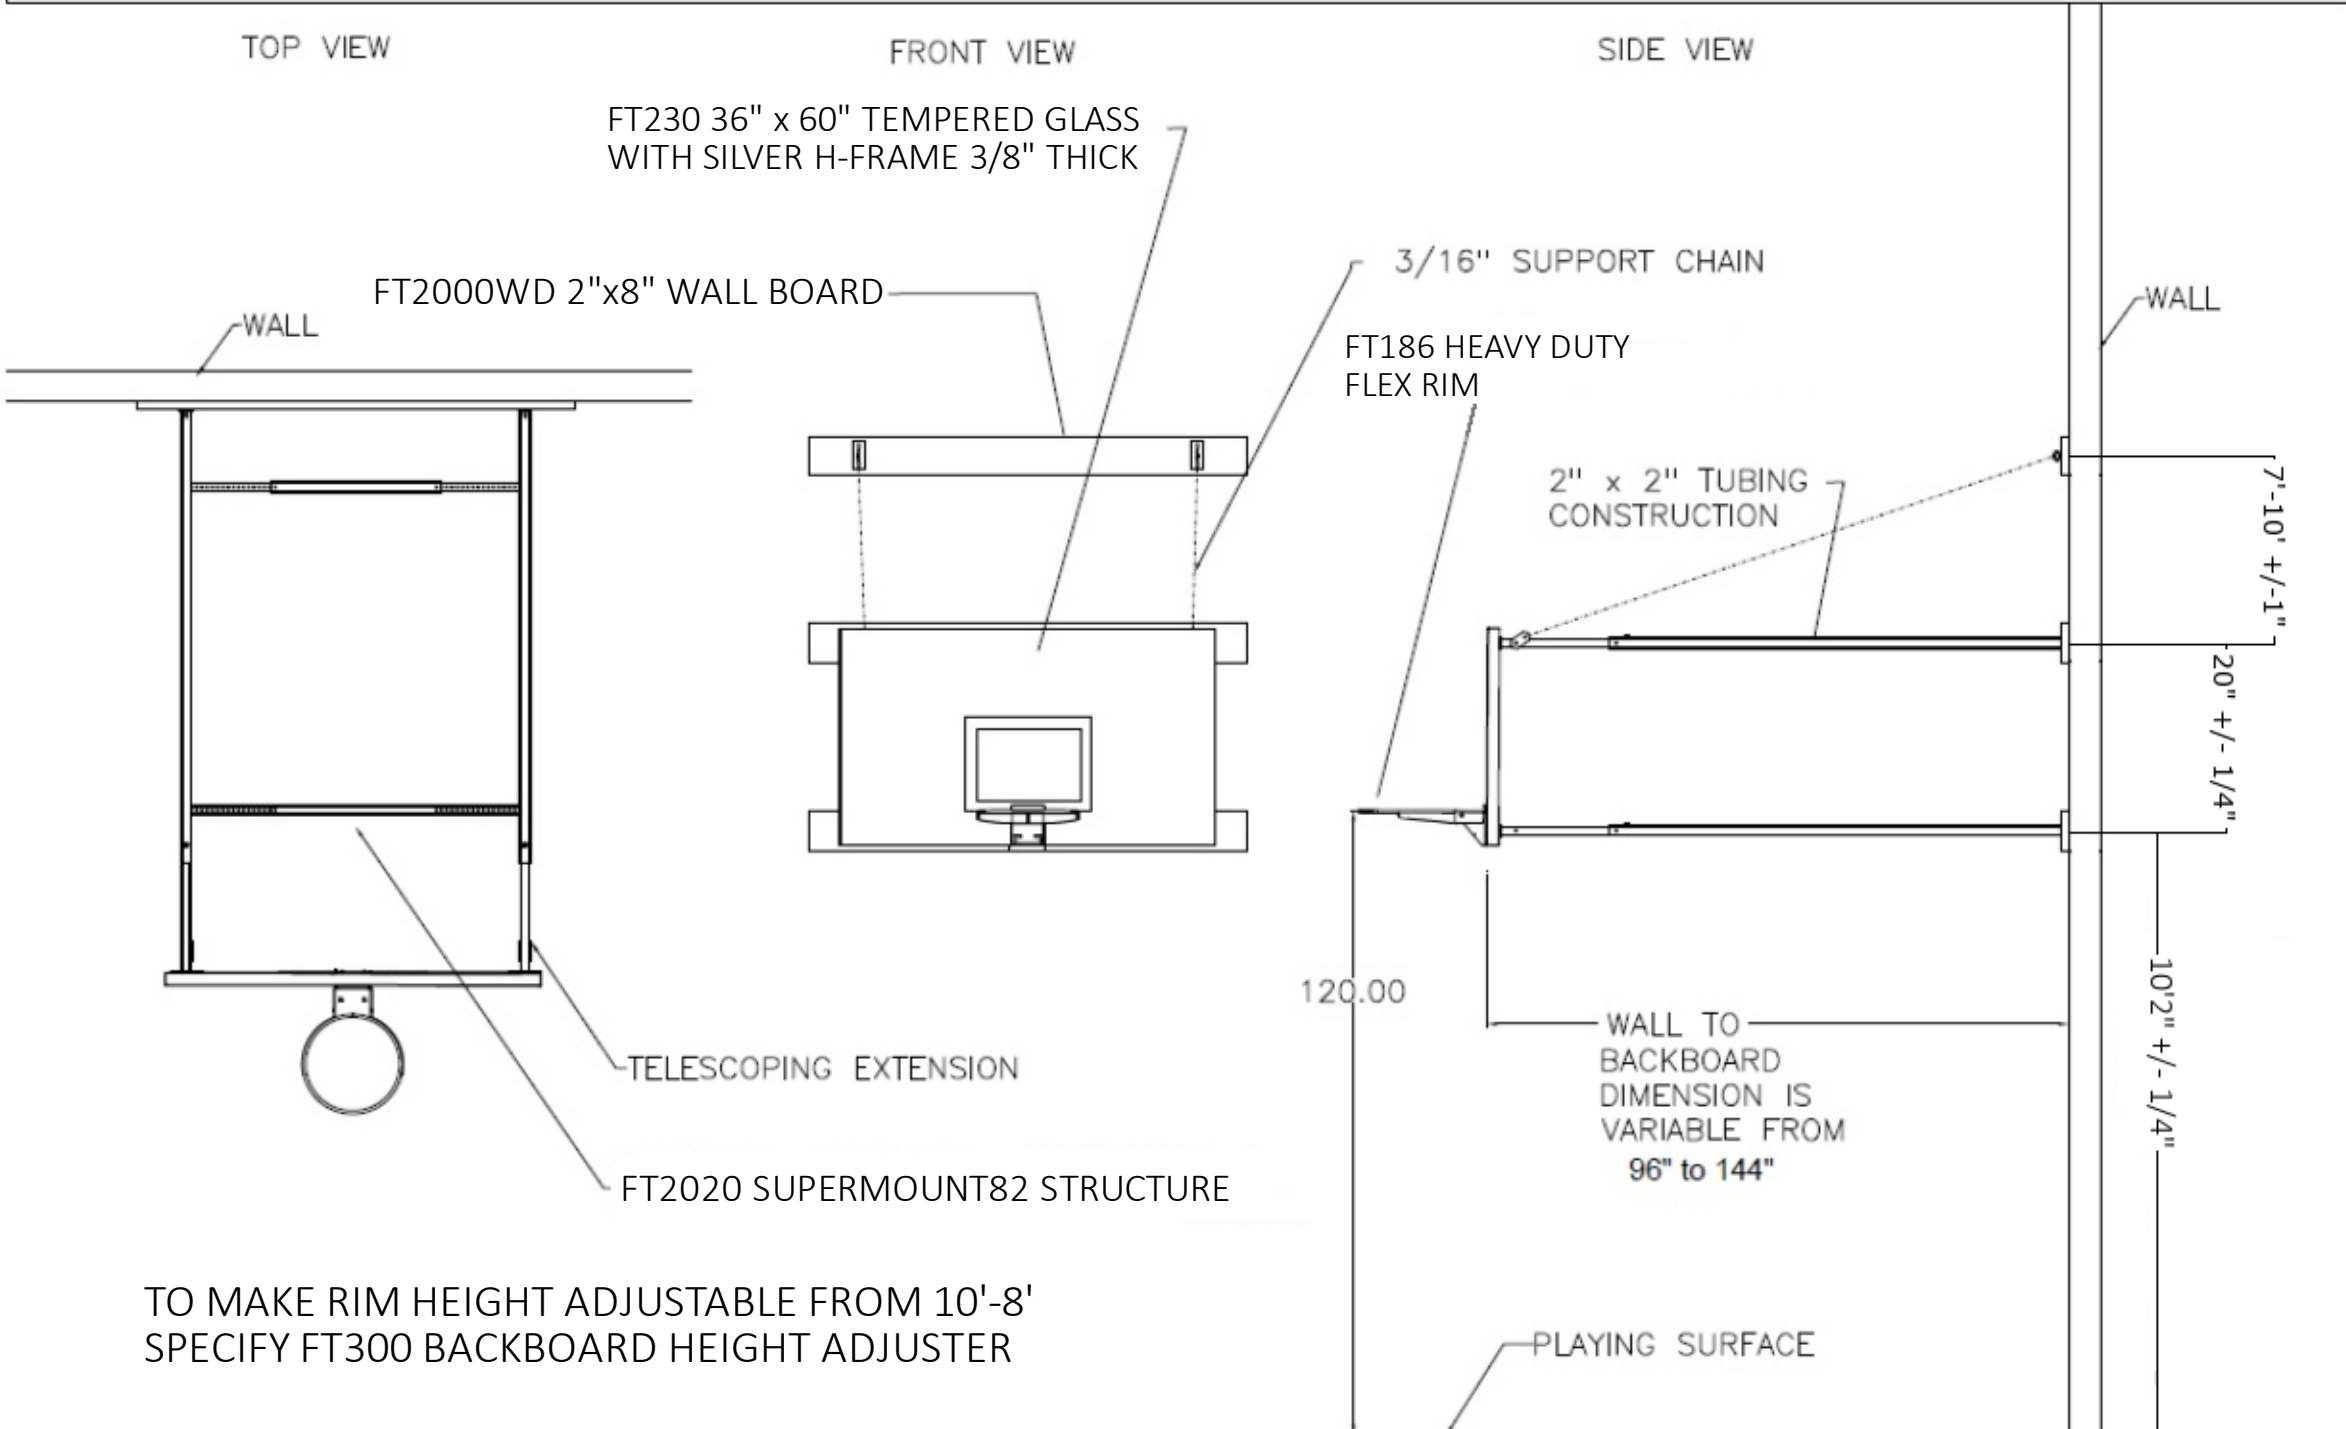 TOP VIEW
FRONT VIEW
SIDE VIEW
FT230 36" x 60" TEMPERED GLASS
WITH SILVER H-FRAME 3/8" THICK
3/16" SUPPORT CHAIN
FT2000WD 2"x8" WALL BOARD
WALL
WALL
FT186 HEAVY DUTY
FLEX RIM
2" x 2" TUBING
CONSTRUCTION
7'-10' +/-1"
20" +/- 1/4"
10'2" +/- 1/4"
120.00
WALL TO
BACKBOARD
DIMENSION IS
VARIABLE FROM
96" to 144"
TELESCOPING EXTENSION
FT2020 SUPERMOUNT82 STRUCTURE
TO MAKE RIM HEIGHT ADJUSTABLE FROM 10'-8'
SPECIFY FT300 BACKBOARD HEIGHT ADJUSTER
PLAYING SURFACE